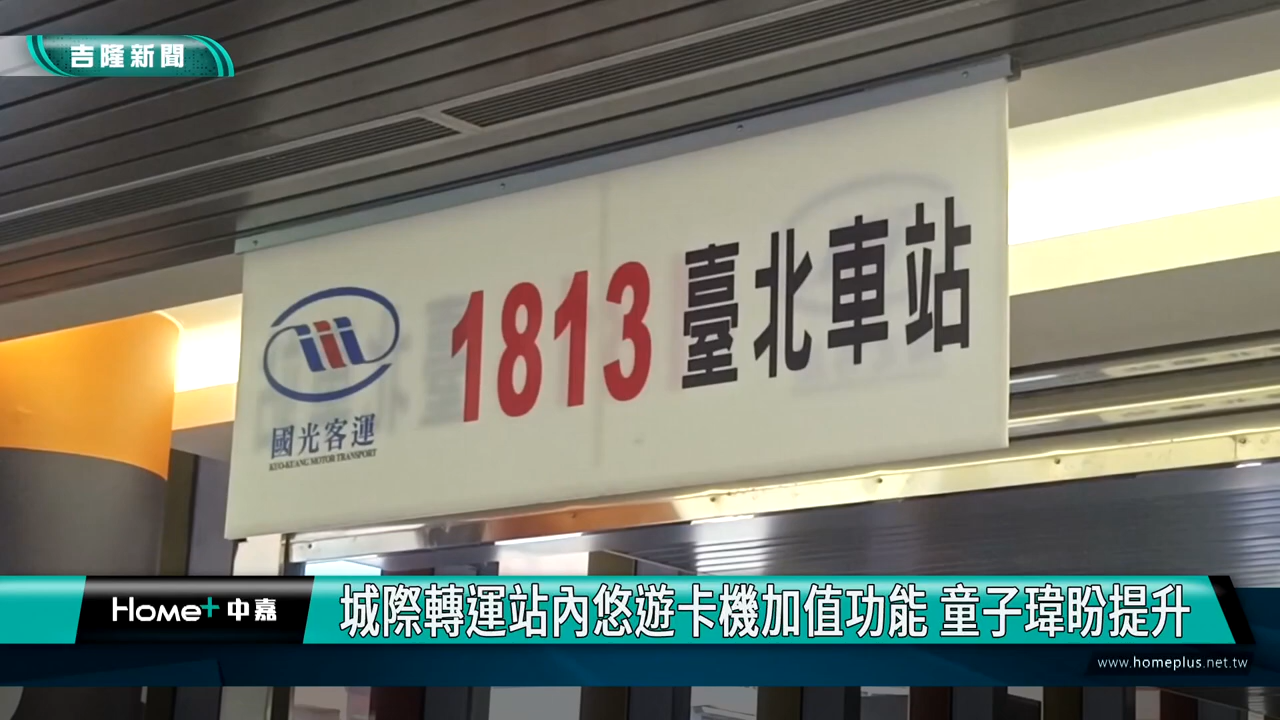 吉隆新聞
1813 臺北車站
國光客運
KUO-KUANG MOTOR TRANSPORT
Home+ 中嘉
城際轉運站內悠遊卡機加值功能 童子瑋盼提升
www.homeplus.net.tw